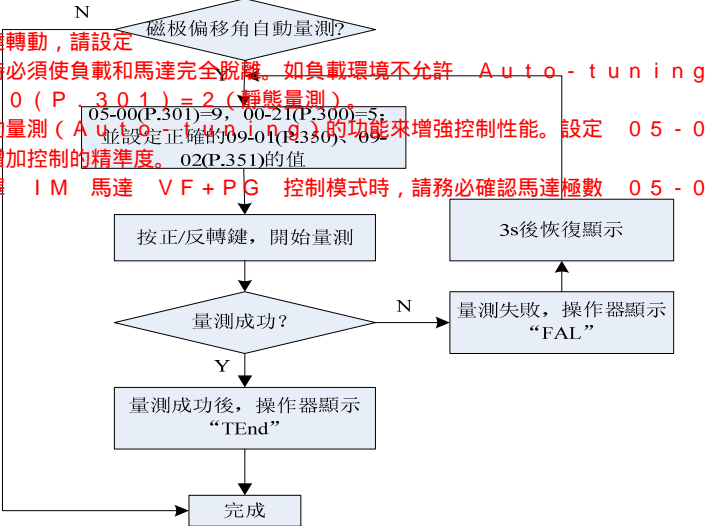 N
磁极偏移角自動量測?
轉動，請設定
Y
必須使負載和馬達完全脫離。如負載環境不允許 Auto-tuning
0(P.301)=2(靜態量測)。
05-00(P.301)=9，00-21(P.300)=5；
量測(Auto-tuning)的功能來增強控制性能。設定 05-0
並設定正確的09-01(P.350)、09-
加控制的精準度。
02(P.351)的值
IM 馬達 VF+PG 控制模式時，請務必確認馬達極數 05-0
按正/反轉鍵，開始量測
3s後恢復顯示
量測成功？
N
量測失敗，操作器顯示
“FAL”
Y
量測成功後，操作器顯示
“TEnd”
完成